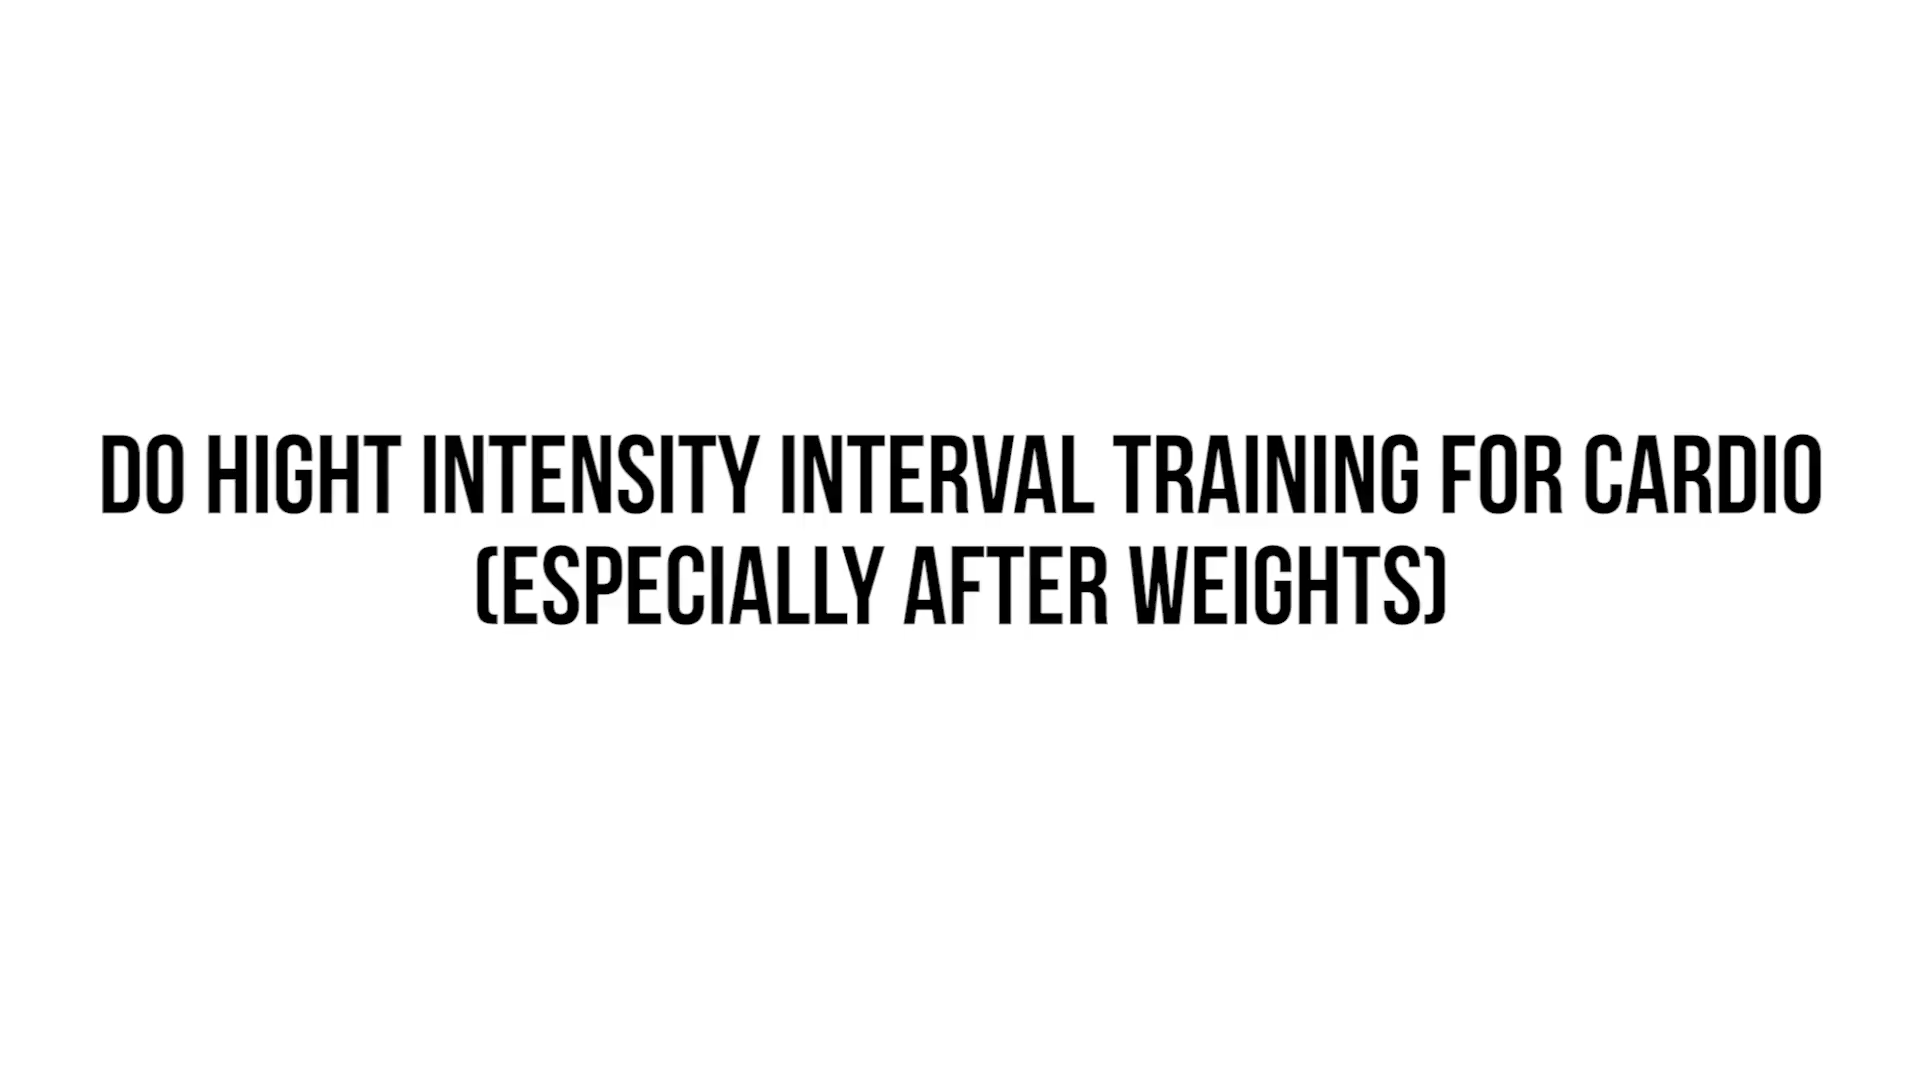 DO HIGHT INTENSITY INTERVAL TRAINING FOR CARDIO
(ESPECIALLY AFTER WEIGHTS)